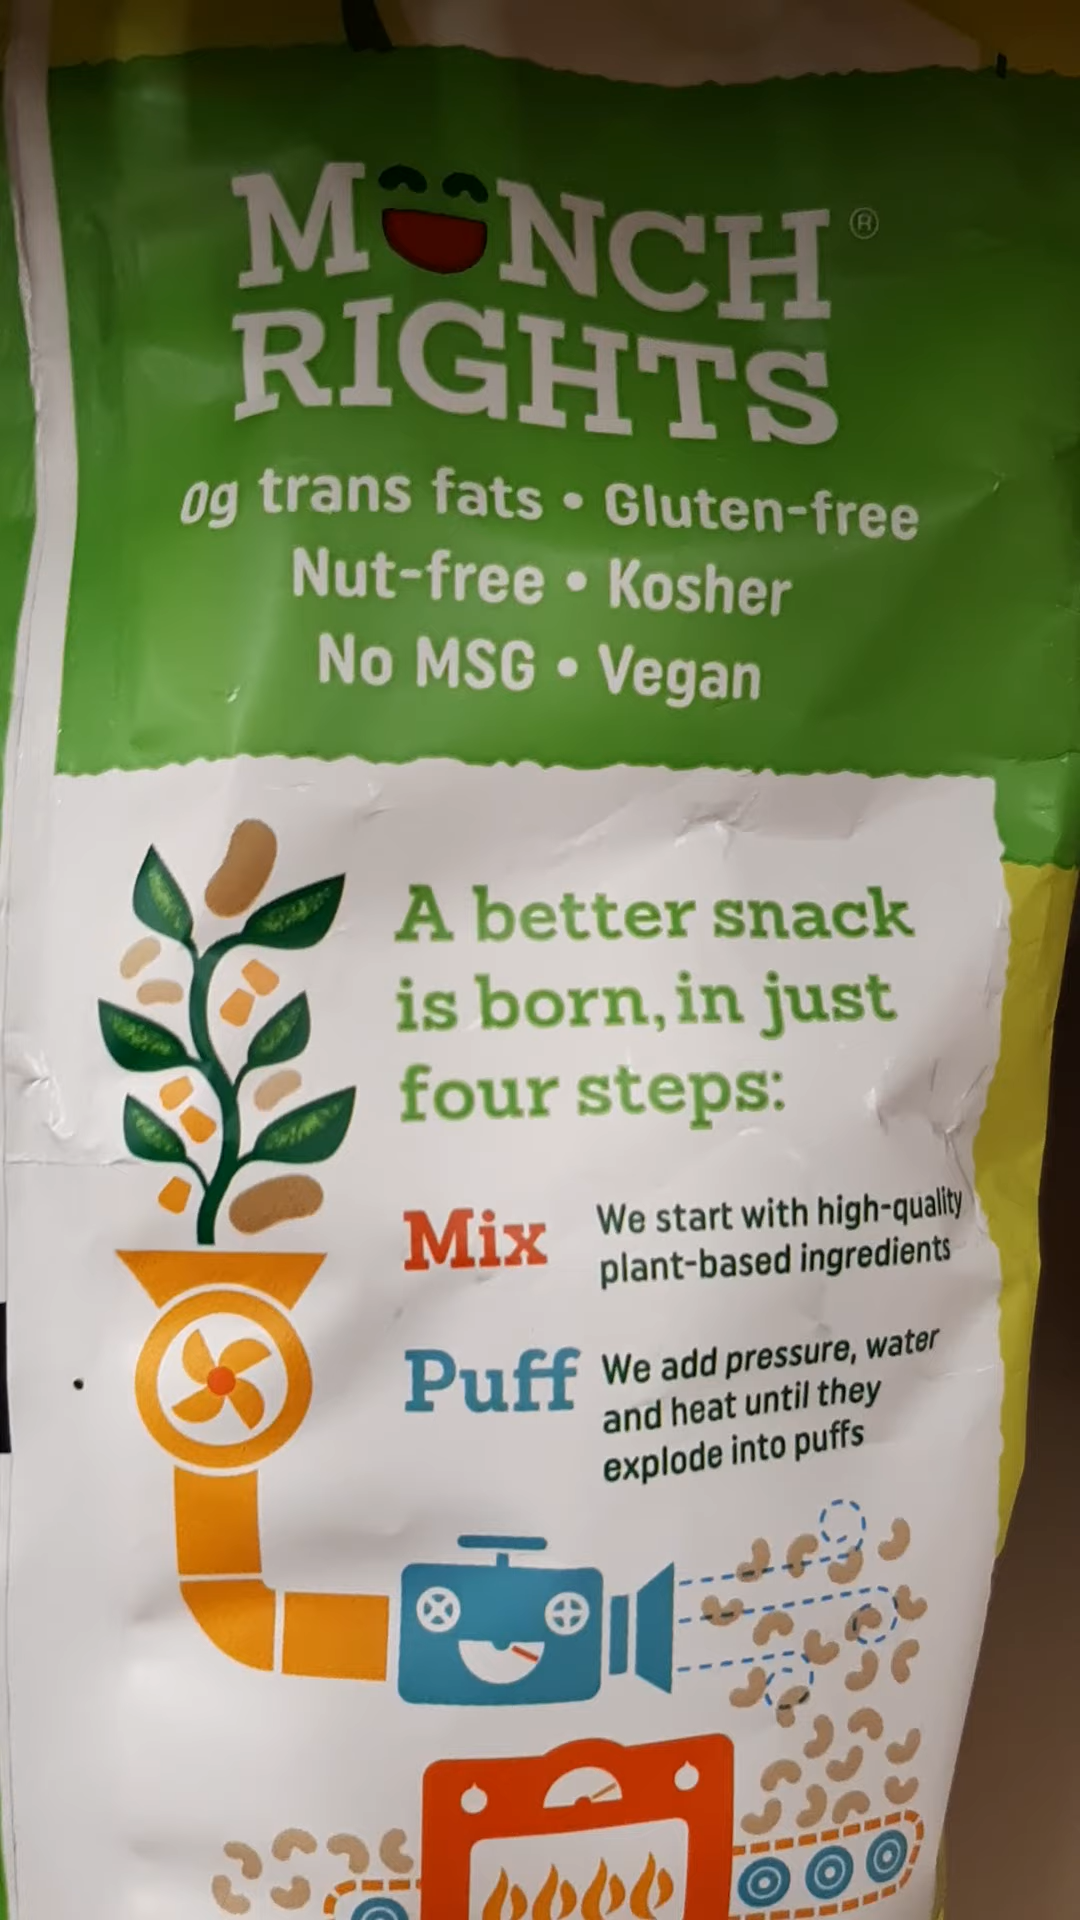 MUNCH®
RIGHTS
0g trans fats • Gluten-free
Nut-free • Kosher
No MSG • Vegan
A better snack
is born, in just
four steps:
Mix
We start with high-quality
plant-based ingredients
Puff
We add pressure, water
and heat until they
explode into puffs